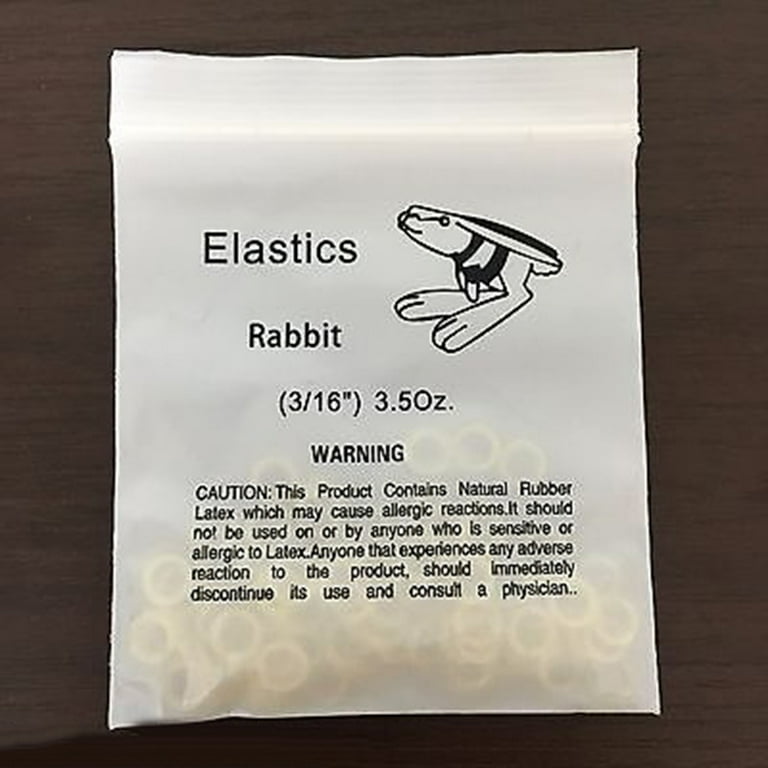 Elastics
Rabbit
(3/16") 3.5Oz.
WARNING
CAUTION: This Product Contains Natural Rubber
Latex which may cause allergic reactions.It should
not be used on or by anyone who is sensitive or
allergic to Latex.Anyone that experiences any adverse
reaction to the product, should immediately
discontinue its use and consult a physician..